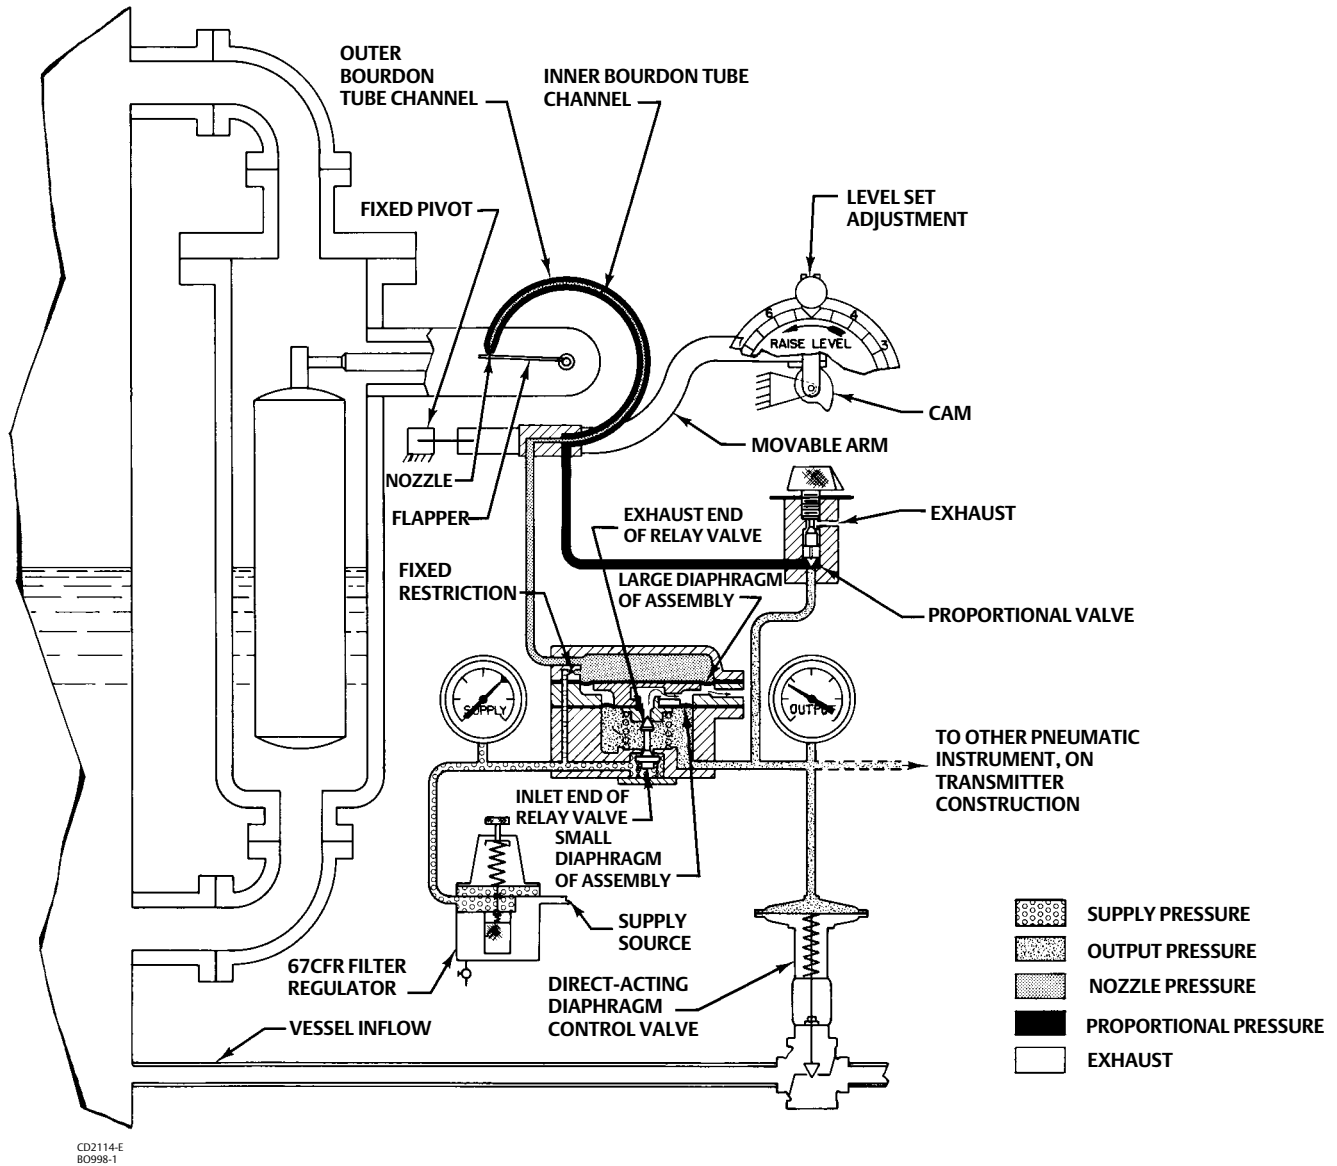 OUTER
BOURDON
TUBE CHANNEL
INNER BOURDON TUBE
CHANNEL
FIXED PIVOT
LEVEL SET
ADJUSTMENT
6
4
3
RAISE LEVEL
CAM
MOVABLE ARM
NOZZLE
FLAPPER
EXHAUST END
OF RELAY VALVE
EXHAUST
FIXED
RESTRICTION
LARGE DIAPHRAGM
OF ASSEMBLY
PROPORTIONAL VALVE
SUPPLY
OUTPUT
TO OTHER PNEUMATIC
INSTRUMENT, ON
TRANSMITTER
CONSTRUCTION
INLET END OF
RELAY VALVE
SMALL
DIAPHRAGM
OF ASSEMBLY
SUPPLY
SOURCE
67CFR FILTER
REGULATOR
DIRECT-ACTING
DIAPHRAGM
CONTROL VALVE
VESSEL INFLOW
SUPPLY PRESSURE
OUTPUT PRESSURE
NOZZLE PRESSURE
PROPORTIONAL PRESSURE
EXHAUST
CD2114-E
BO998-1